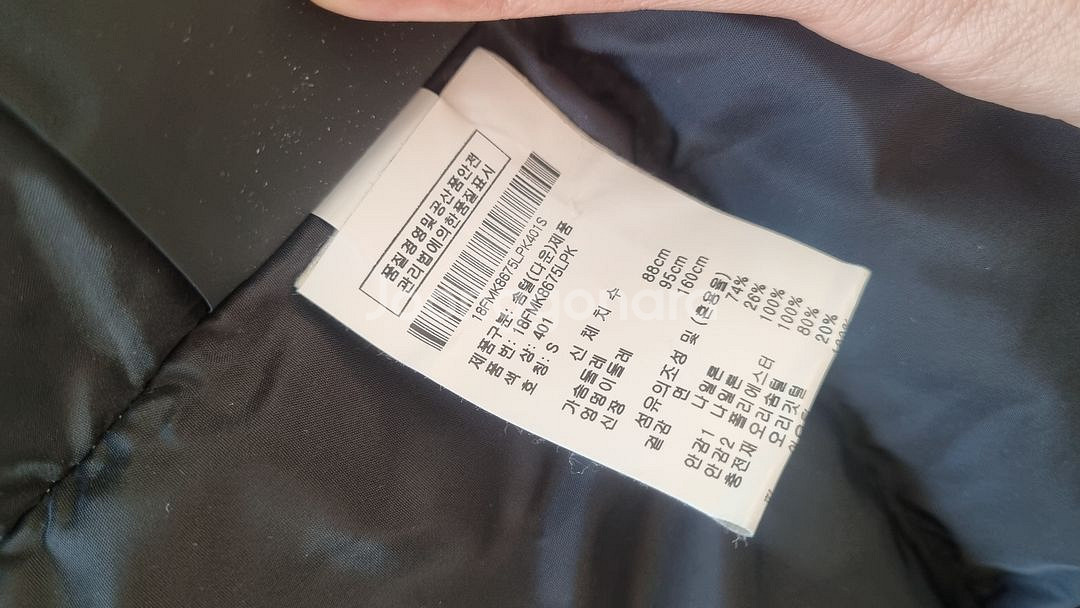 품질경영및공산품안전
관리법에의한품질표시
18FMK8675LPK401S
제품구분: 솜털(다운)제품
품 번: 18FMK8675LPK
색 상: 401
호 칭: S
신 체 치 수
가슴둘레 88cm
엉덩이둘레 95cm
신장 160cm
섬유의조성 및 (혼용율)
겉감 면 74%
나일론 26%
안감1 나일론 100%
안감2 폴리에스터 100%
충전재 오리솜털 80%
오리깃털 20%